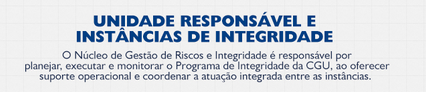 UNIDADE RESPONSÁVEL E
INSTÂNCIAS DE INTEGRIDADE
O Núcleo de Gestão de Riscos e Integridade é responsável por
planejar, executar e monitorar o Programa de Integridade da CGU, ao oferecer
suporte operacional e coordenar a atuação integrada entre as instâncias.